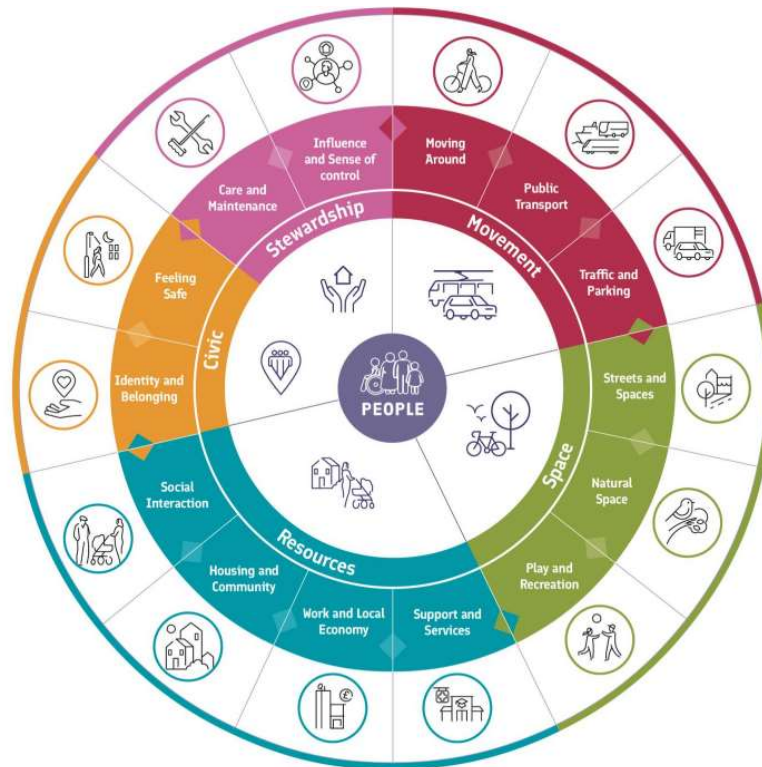 PEOPLE
Movement
Moving
Around
Public
Transport
Traffic and
Parking
Space
Streets and
Spaces
Natural
Space
Play and
Recreation
Resources
Support and
Services
Work and Local
Economy
£
Housing and
Community
Social
Interaction
Civic
Identity and
Belonging
Feeling
Safe
Stewardship
Care and
Maintenance
Influence
and Sense of
control